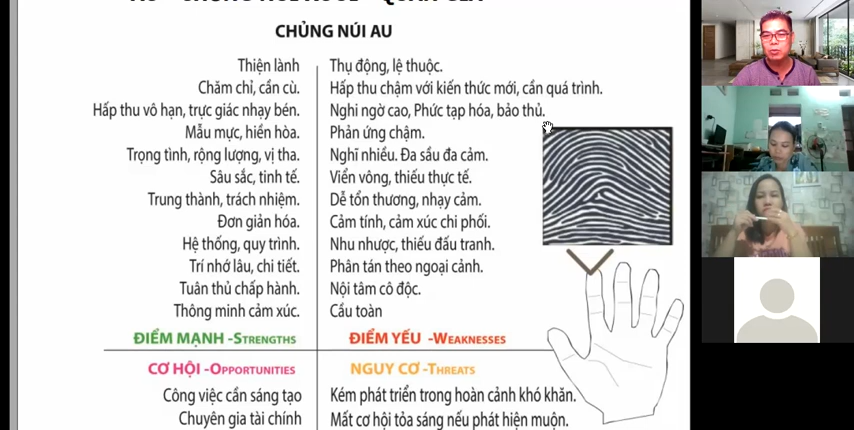 CHỦNG NÚI AU
Thiện lành
Thụ động, lệ thuộc.
Chăm chỉ, cần cù.
Hấp thu chậm với kiến thức mới, cần quá trình.
Hấp thu vô hạn, trực giác nhạy bén.
Nghi ngờ cao, Phức tạp hóa, bảo thủ.
Mẫu mực, hiền hòa.
Phản ứng chậm.
Trọng tình, rộng lượng, vị tha.
Nghĩ nhiều. Đa sầu đa cảm.
Sâu sắc, tinh tế.
Viển vông, thiếu thực tế.
Trung thành, trách nhiệm.
Dễ tổn thương, nhạy cảm.
Đơn giản hóa.
Cảm tính, cảm xúc chi phối.
Hệ thống, quy trình.
Nhu nhược, thiếu đấu tranh.
Trí nhớ lâu, chi tiết.
Phân tán theo ngoại cảnh.
Tuân thủ chấp hành.
Nội tâm cô độc.
Thông minh cảm xúc.
Cầu toàn
ĐIỂM MẠNH -STRENGTHS
ĐIỂM YẾU -WEAKNESSES
CƠ HỘI -OPPORTUNITIES
NGUY CƠ -THREATS
Công việc cần sáng tạo
Kém phát triển trong hoàn cảnh khó khăn.
Chuyên gia tài chính
Mất cơ hội tỏa sáng nếu phát hiện muộn.